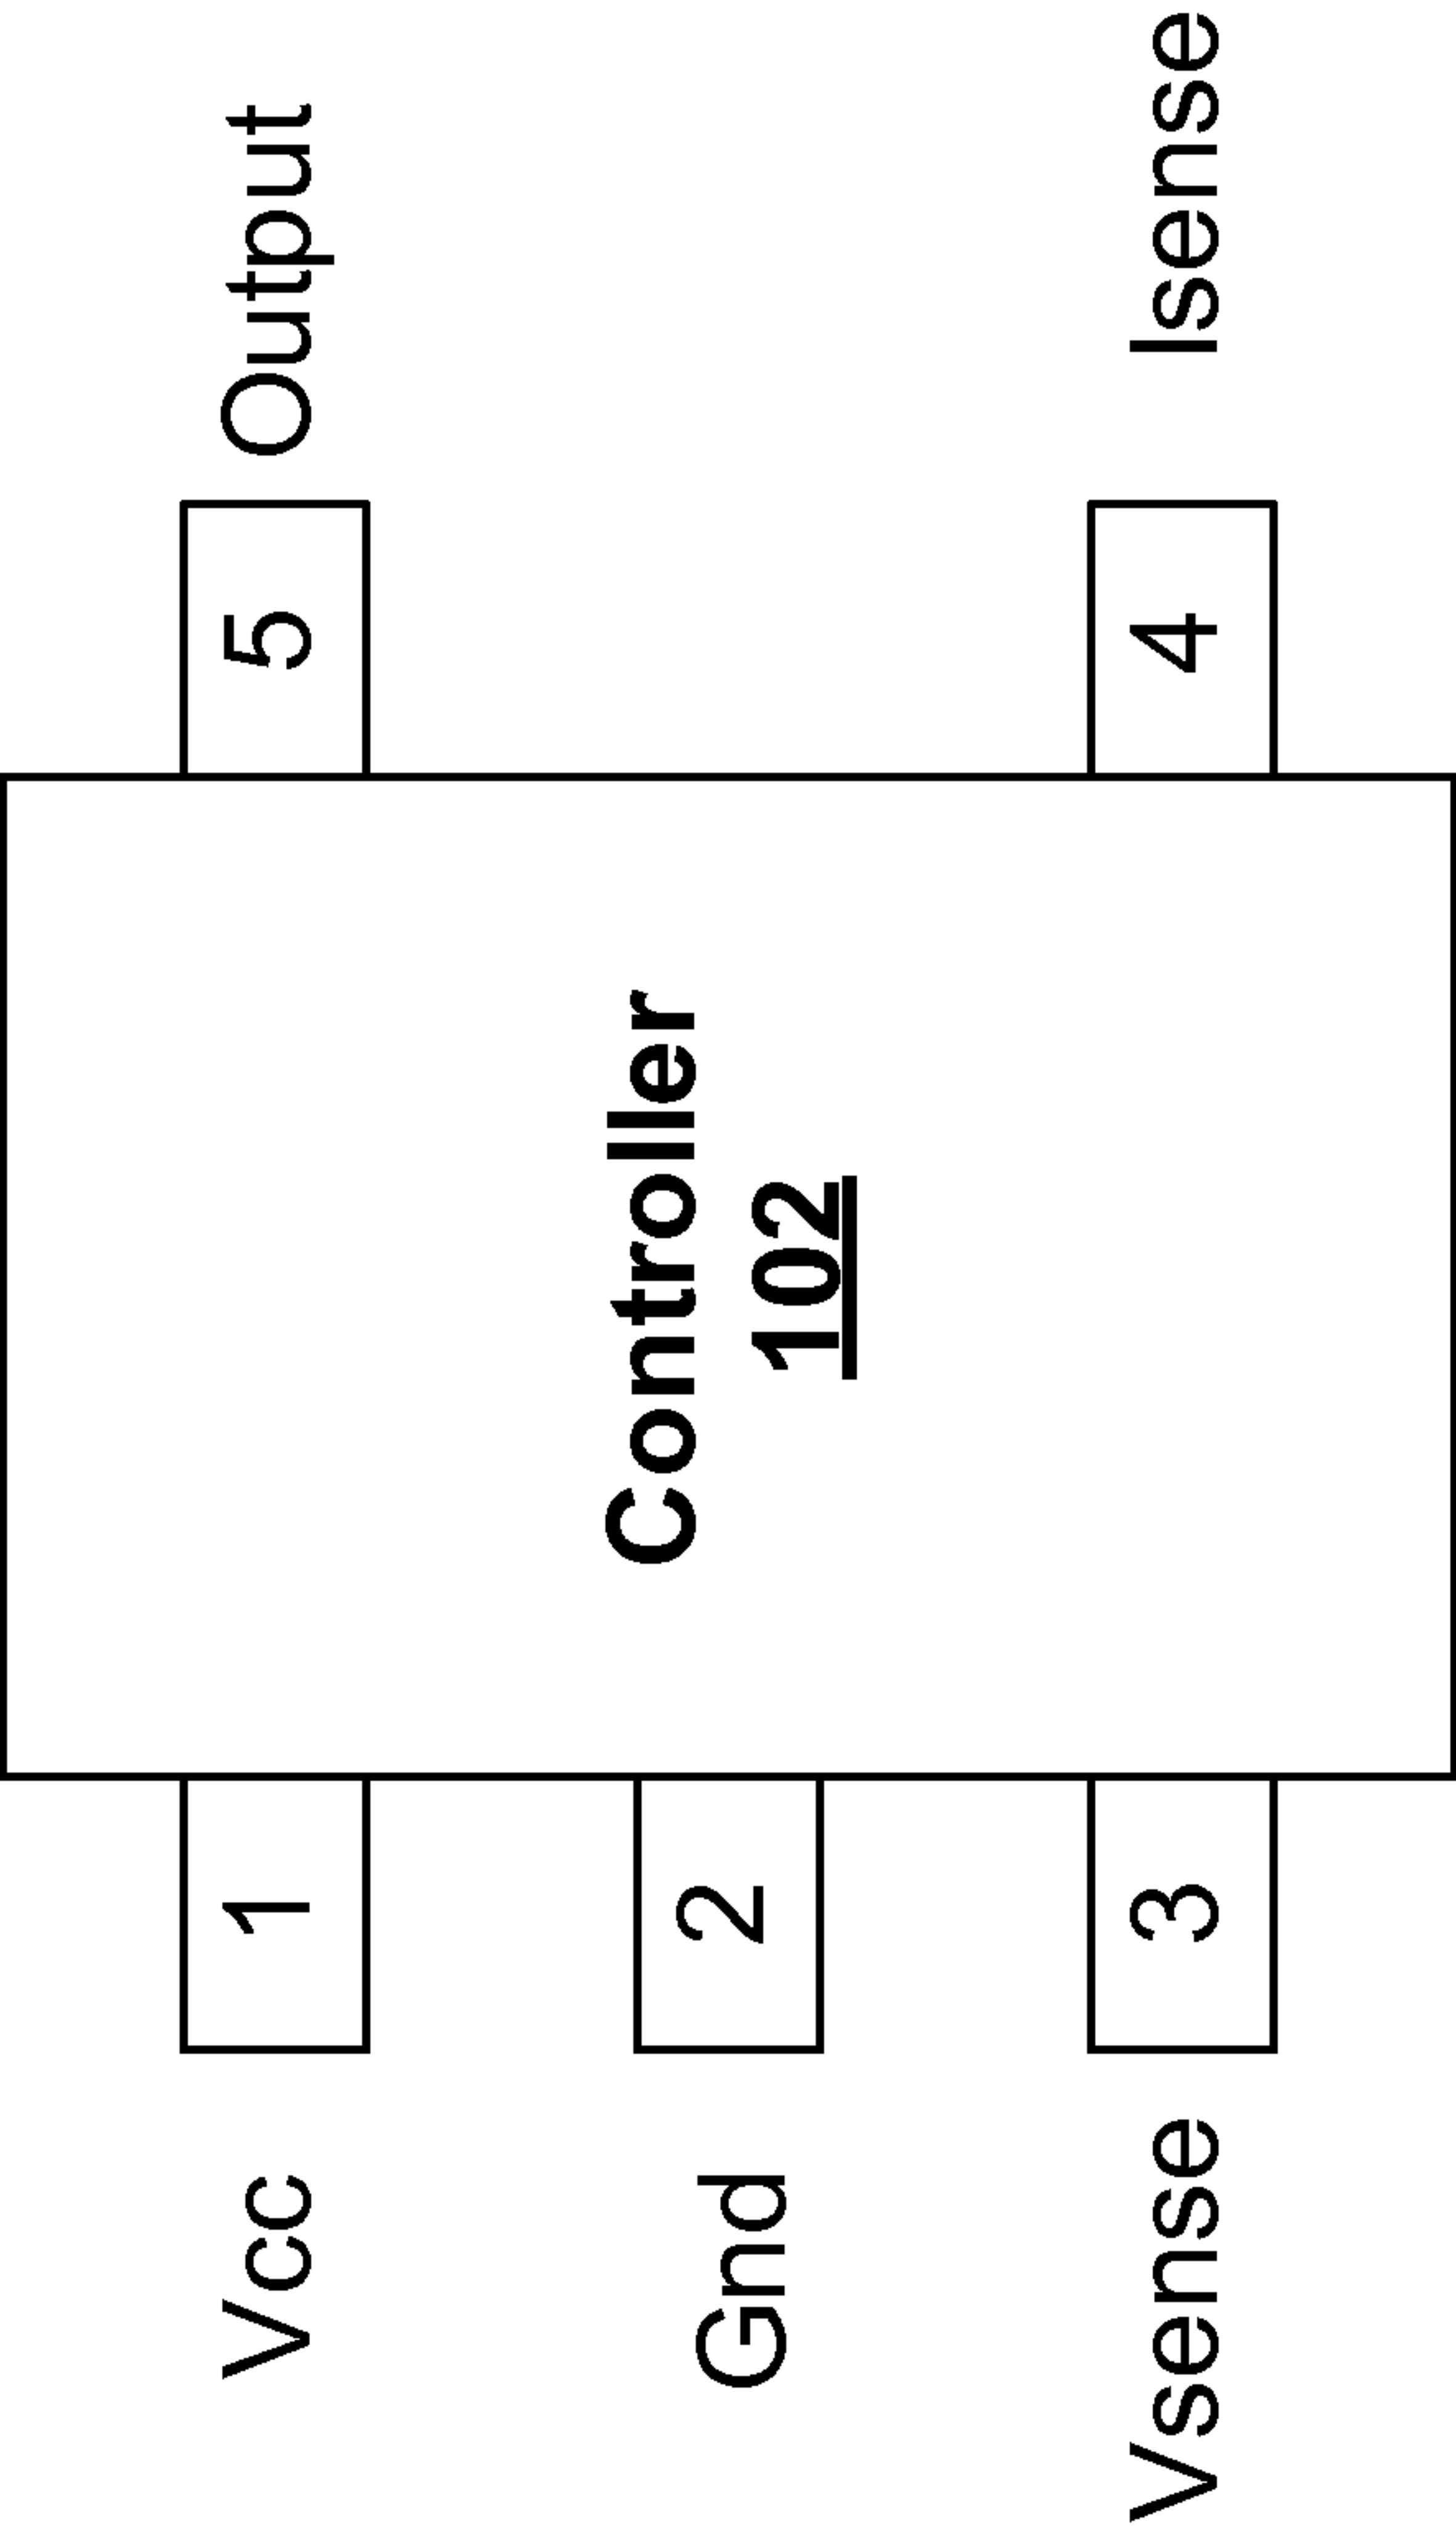 Vcc
1
5
Output
Controller
102
Gnd
2
Vsense
3
4
Isense